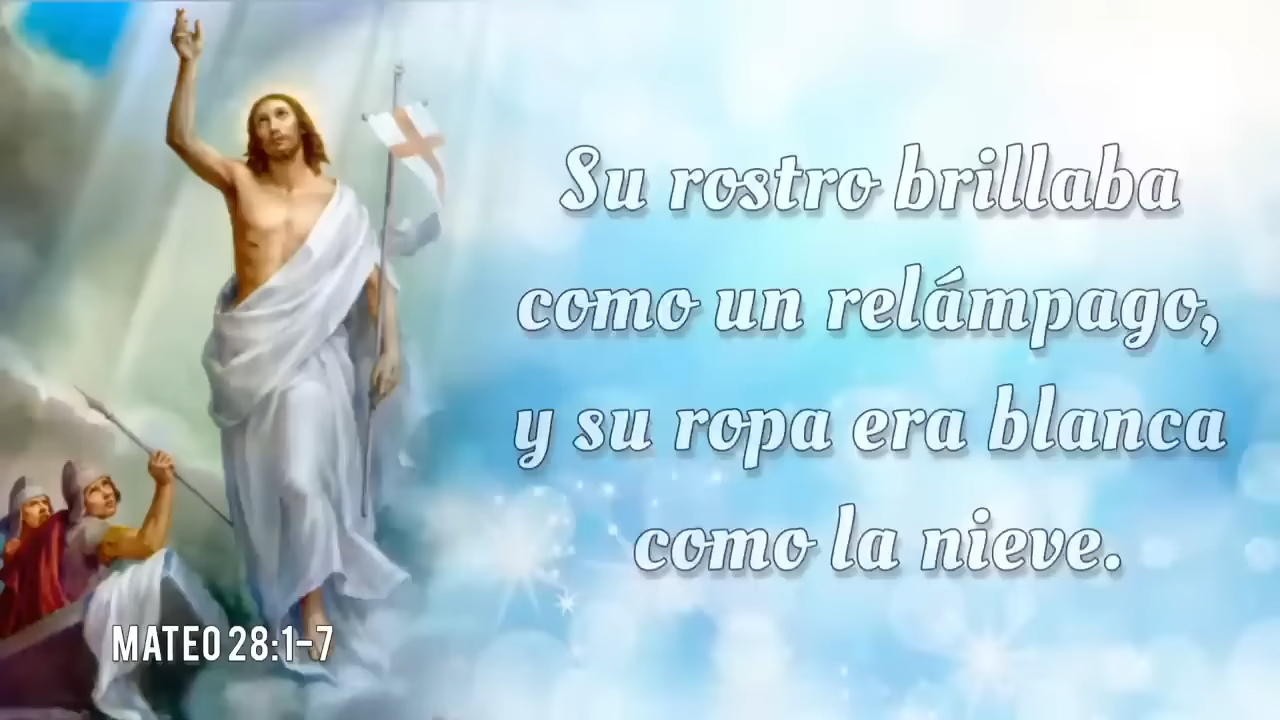 Su rostro brillaba
como un relámpago,
y su ropa era blanca
como la nieve.
MATEO 28:1-7